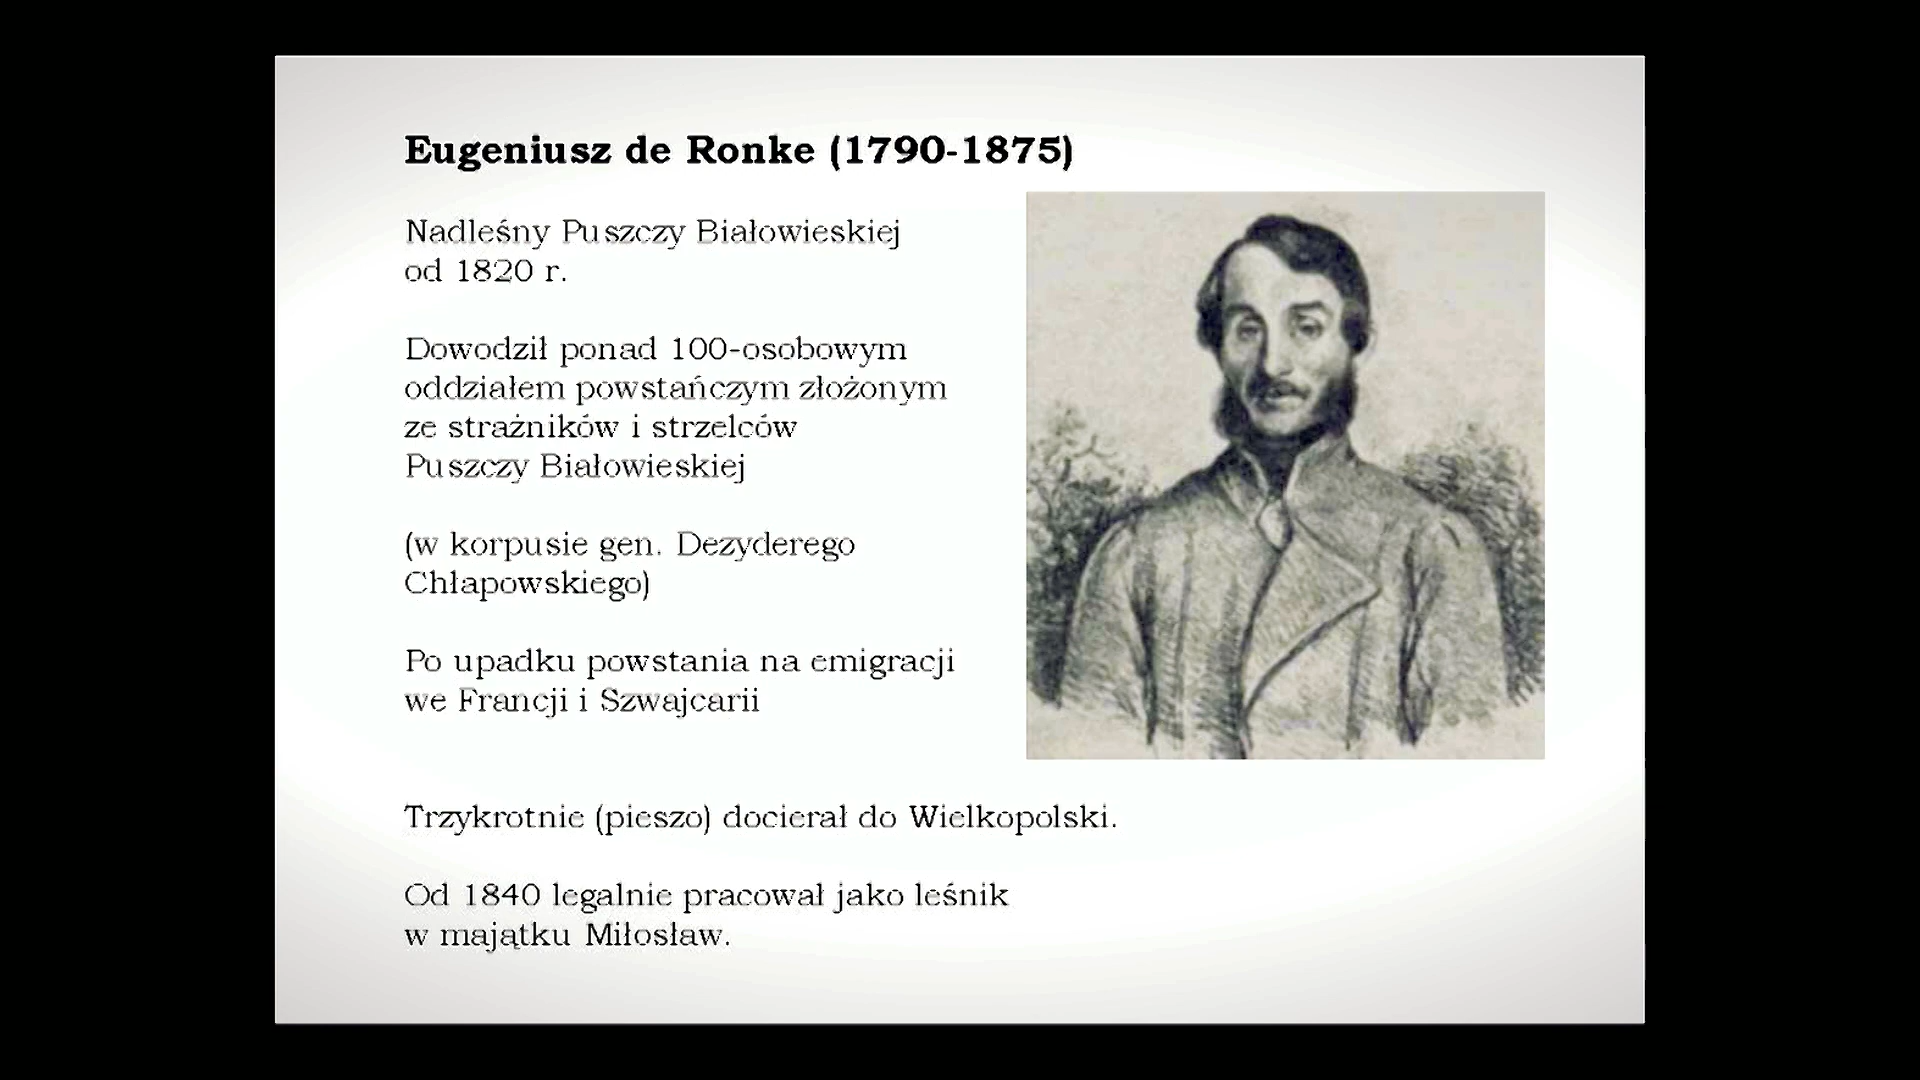 Eugeniusz de Ronke (1790-1875)
Nadleśny Puszczy Białowieskiej
od 1820 r.
Dowodził ponad 100-osobowym
oddziałem powstańczym złożonym
ze strażników i strzelców
Puszczy Białowieskiej
(w korpusie gen. Dezyderego
Chłapowskiego)
Po upadku powstania na emigracji
we Francji i Szwajcarii
Trzykrotnie (pieszo) docierał do Wielkopolski.
Od 1840 legalnie pracował jako leśnik
w majątku Miłosław.